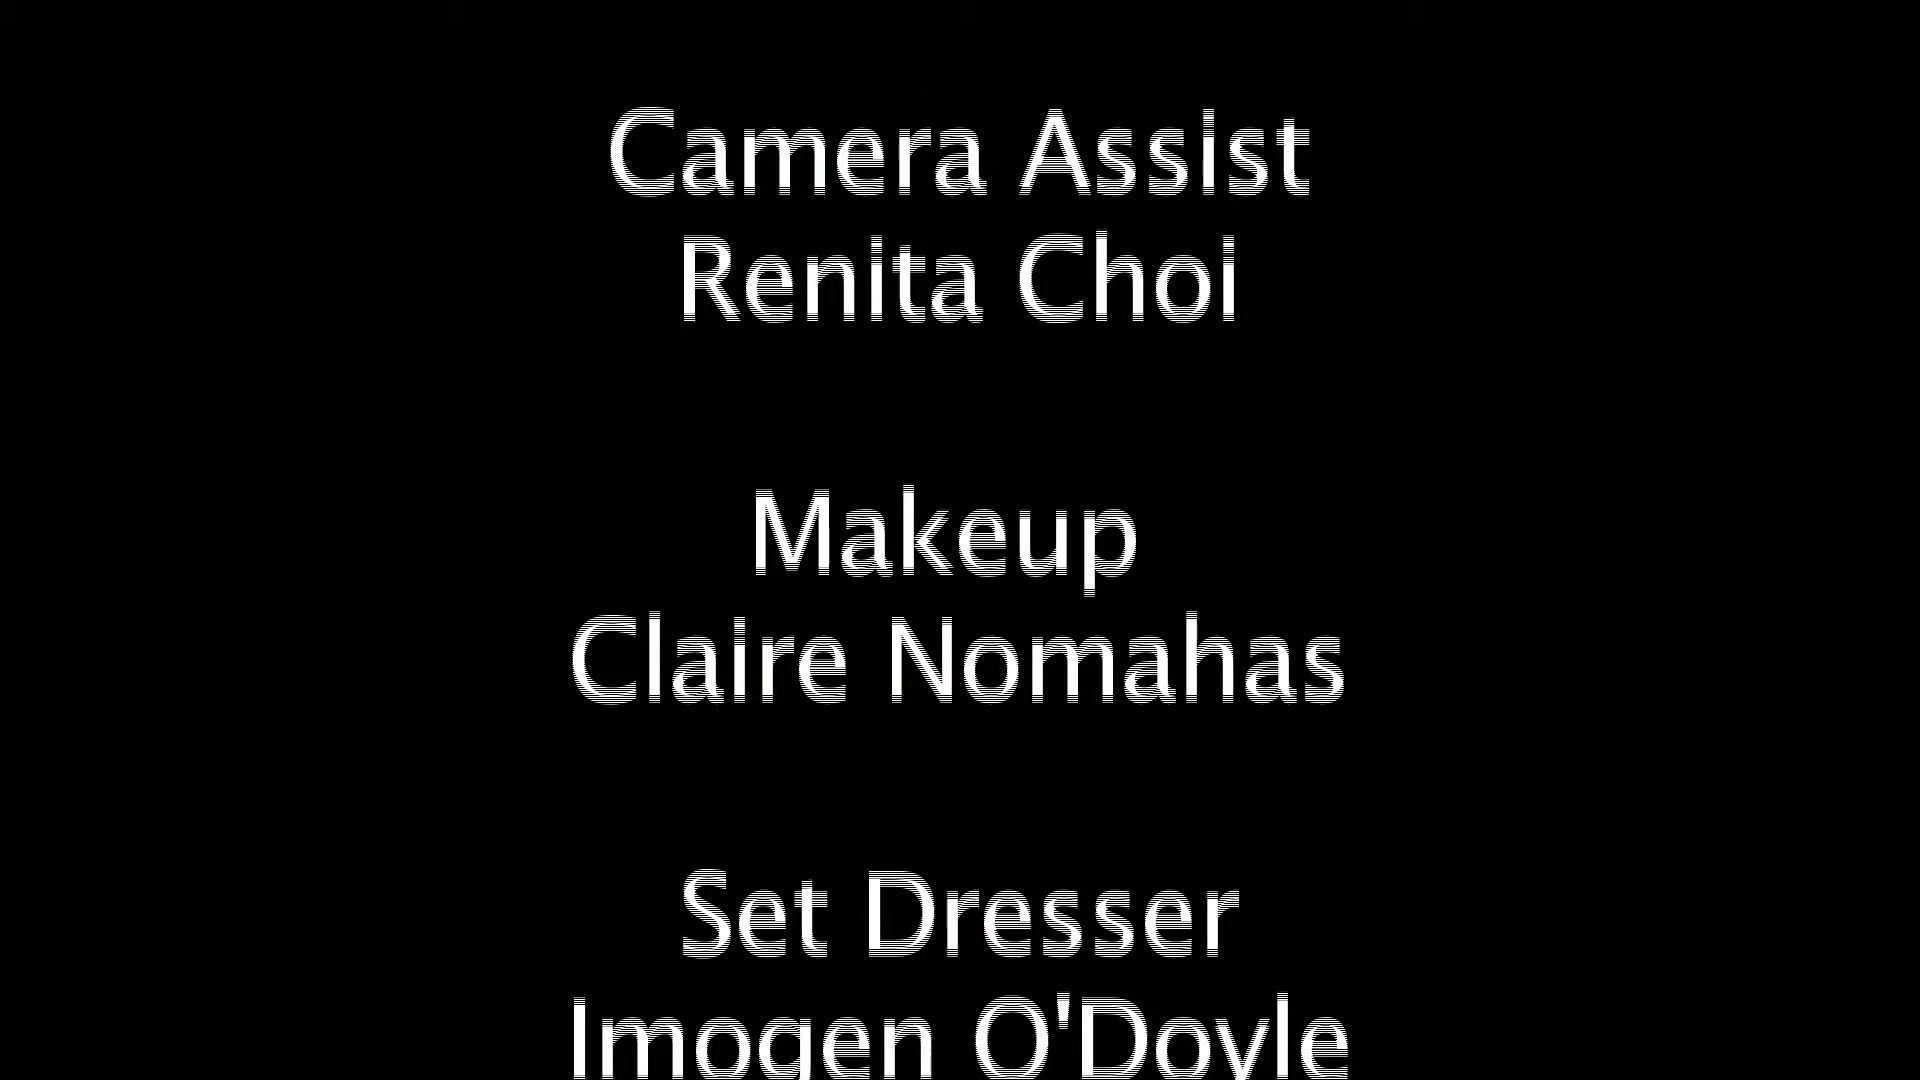 Camera Assist
Renita Choi
Makeup
Claire Nomahas
Set Dresser
Imogen O'Doyle